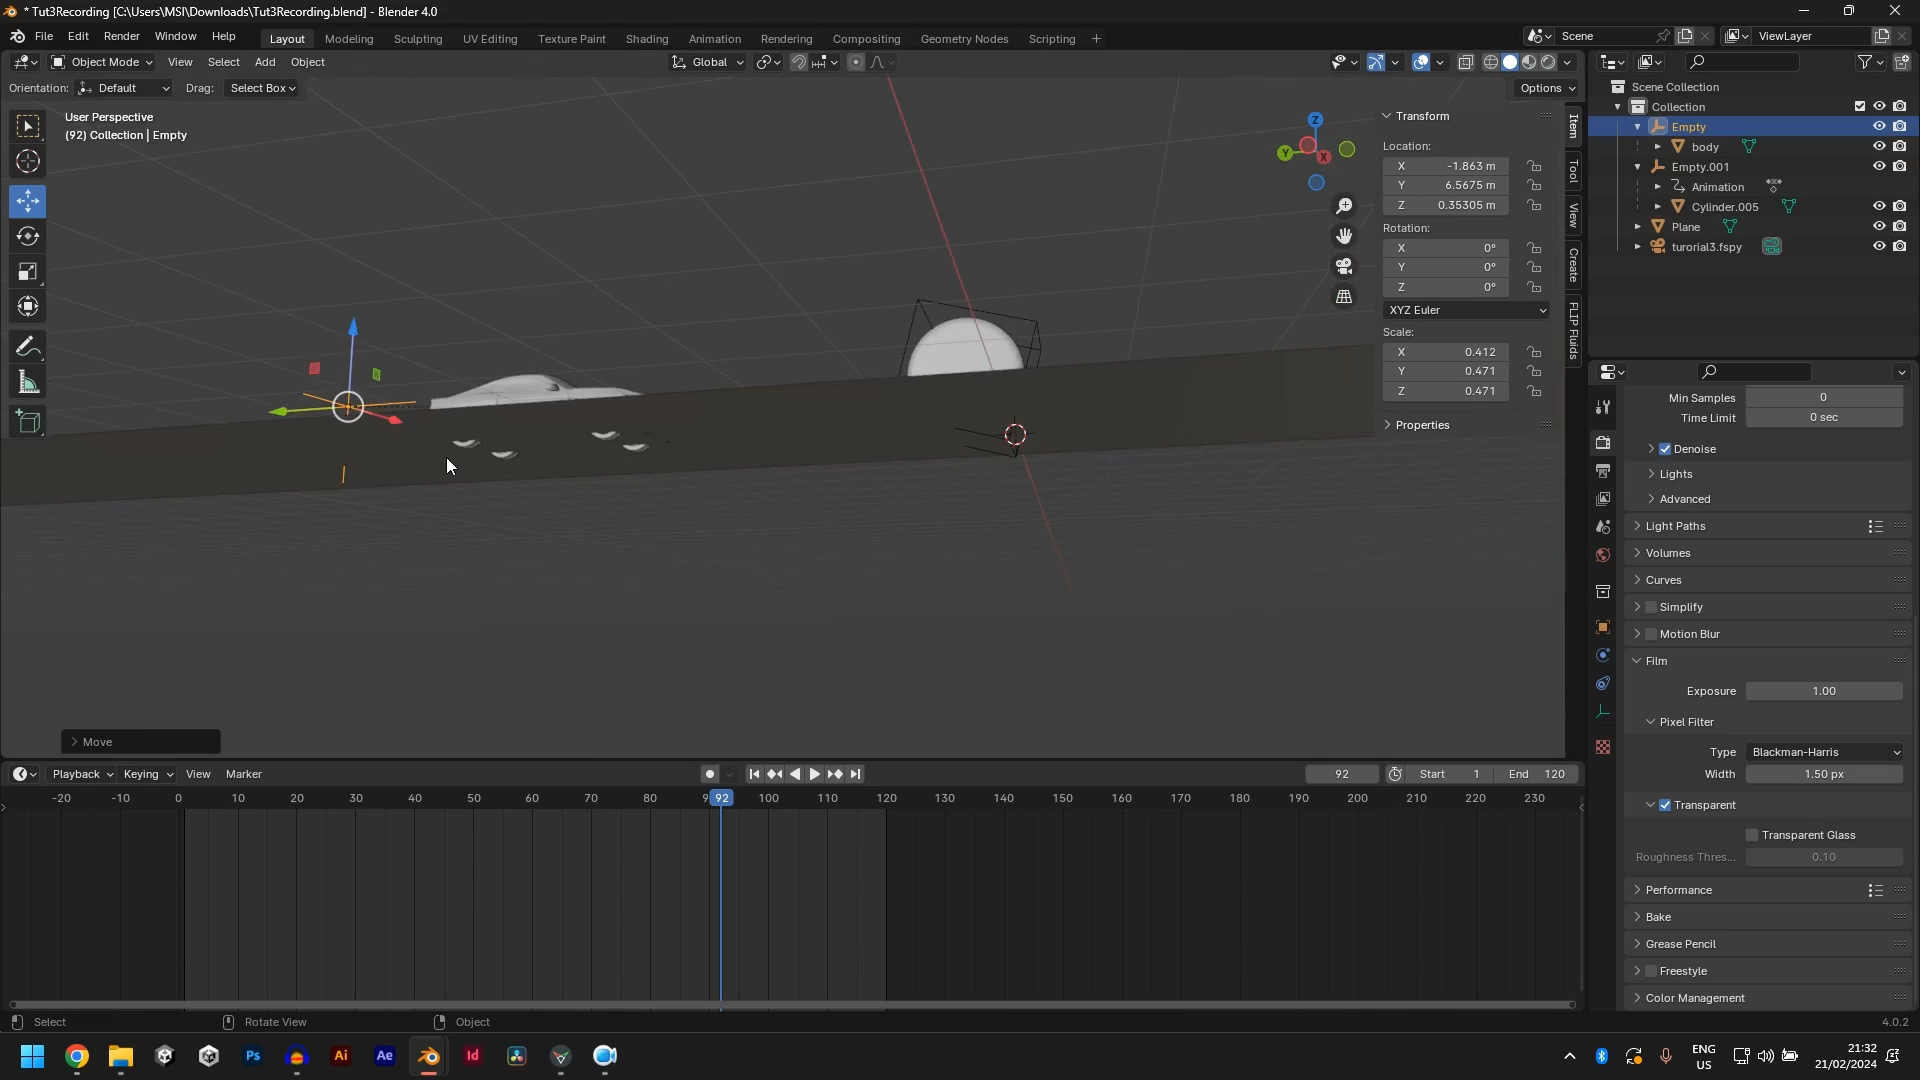 * Tut3Recording [C:\Users\MSI\Downloads\Tut3Recording.blend] - Blender 4.0
File Edit Render Window Help
Layout Modeling Sculpting UV Editing Texture Paint Shading Animation Rendering Compositing Geometry Nodes Scripting +
Scene
ViewLayer
Object Mode View Select Add Object
Global
Orientation: Default Drag: Select Box
Options
User Perspective
(92) Collection | Empty
Z
Y
X
Transform
Location:
X -1.863 m
Y 6.5675 m
Z 0.35305 m
Rotation:
X 0°
Y 0°
Z 0°
XYZ Euler
Scale:
X 0.412
Y 0.471
Z 0.471
Properties
Item
Tool
View
Create
FLIP Fluids
Scene Collection
Collection
Empty
body
Empty.001
Animation
Cylinder.005
Plane
turorial3.fspy
Min Samples 0
Time Limit 0 sec
Denoise
Lights
Advanced
Light Paths
Volumes
Curves
Simplify
Motion Blur
Film
Exposure 1.00
Pixel Filter
Type Blackman-Harris
Width 1.50 px
Transparent
Transparent Glass
Roughness Thres... 0.10
Performance
Bake
Grease Pencil
Freestyle
Color Management
Move
Playback Keying View Marker
92 Start 1 End 120
-20 -10 0 10 20 30 40 50 60 70 80 9 92 100 110 120 130 140 150 160 170 180 190 200 210 220 230
Select Rotate View Object
4.0.2
Ps Ai Ae Id
ENG
US
21:32
21/02/2024